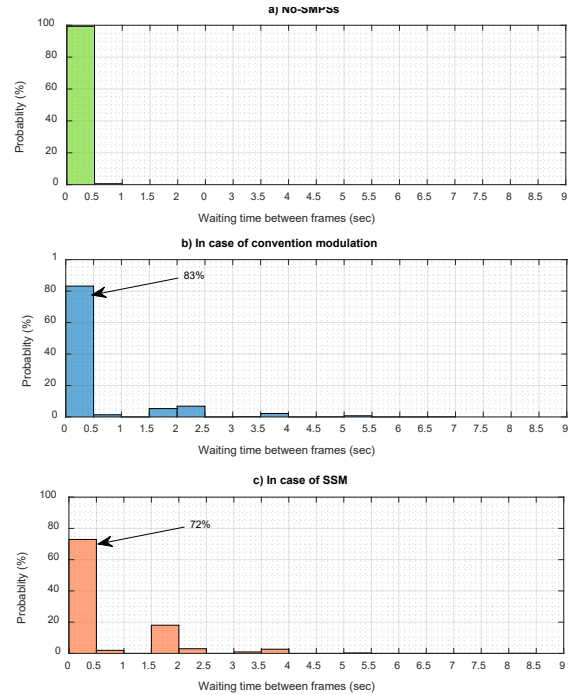 a) No-SMPSs
100
80
60
40
20
0
Probablity (%)
0 0.5 1 1.5 2 0 3 3.5 4 4.5 5 5.5 6 6.5 7 7.5 8 8.5 9
Waiting time between frames (sec)
b) In case of convention modulation
1
80
60
40
20
0
Probablity (%)
83%
0 0.5 1 1.5 2 2.5 3 3.5 4 4.5 5 5.5 6 6.5 7 7.5 8 8.5 9
Waiting time between frames (sec)
c) In case of SSM
100
80
60
40
20
0
Probablity (%)
72%
0 0.5 1 1.5 2 2.5 3 3.5 4 4.5 5 5.5 6 6.5 7 7.5 8 8.5 9
Waiting time between frames (sec)